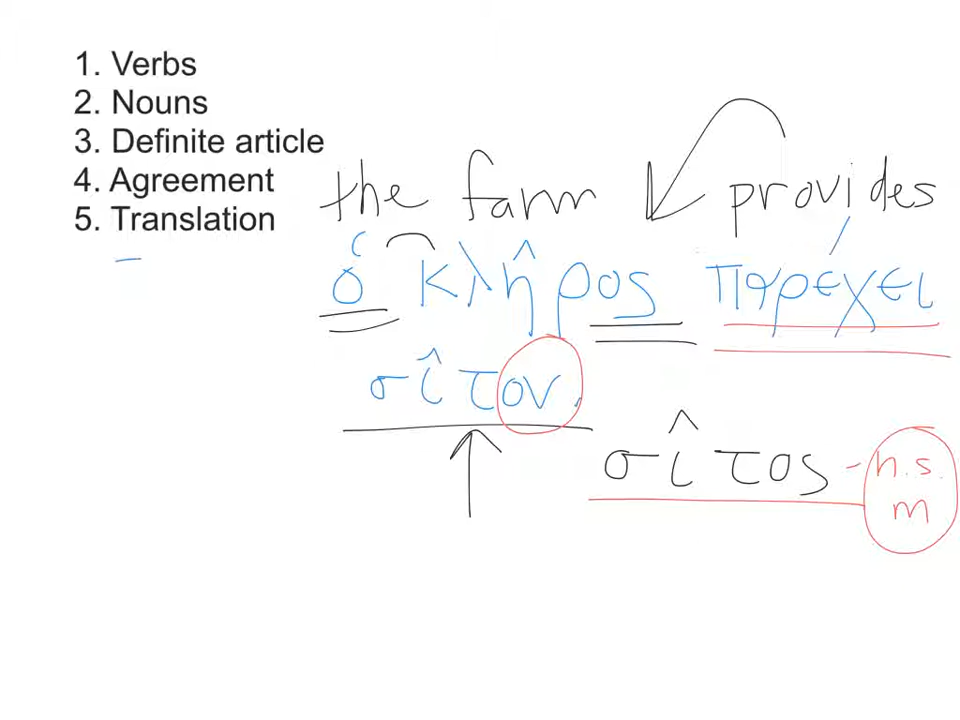 1. Verbs
2. Nouns
3. Definite article
4. Agreement
5. Translation
the farm provides
ὁ κλῆρος παρέχει
σῖτον.
σῖτος - n.s.
m